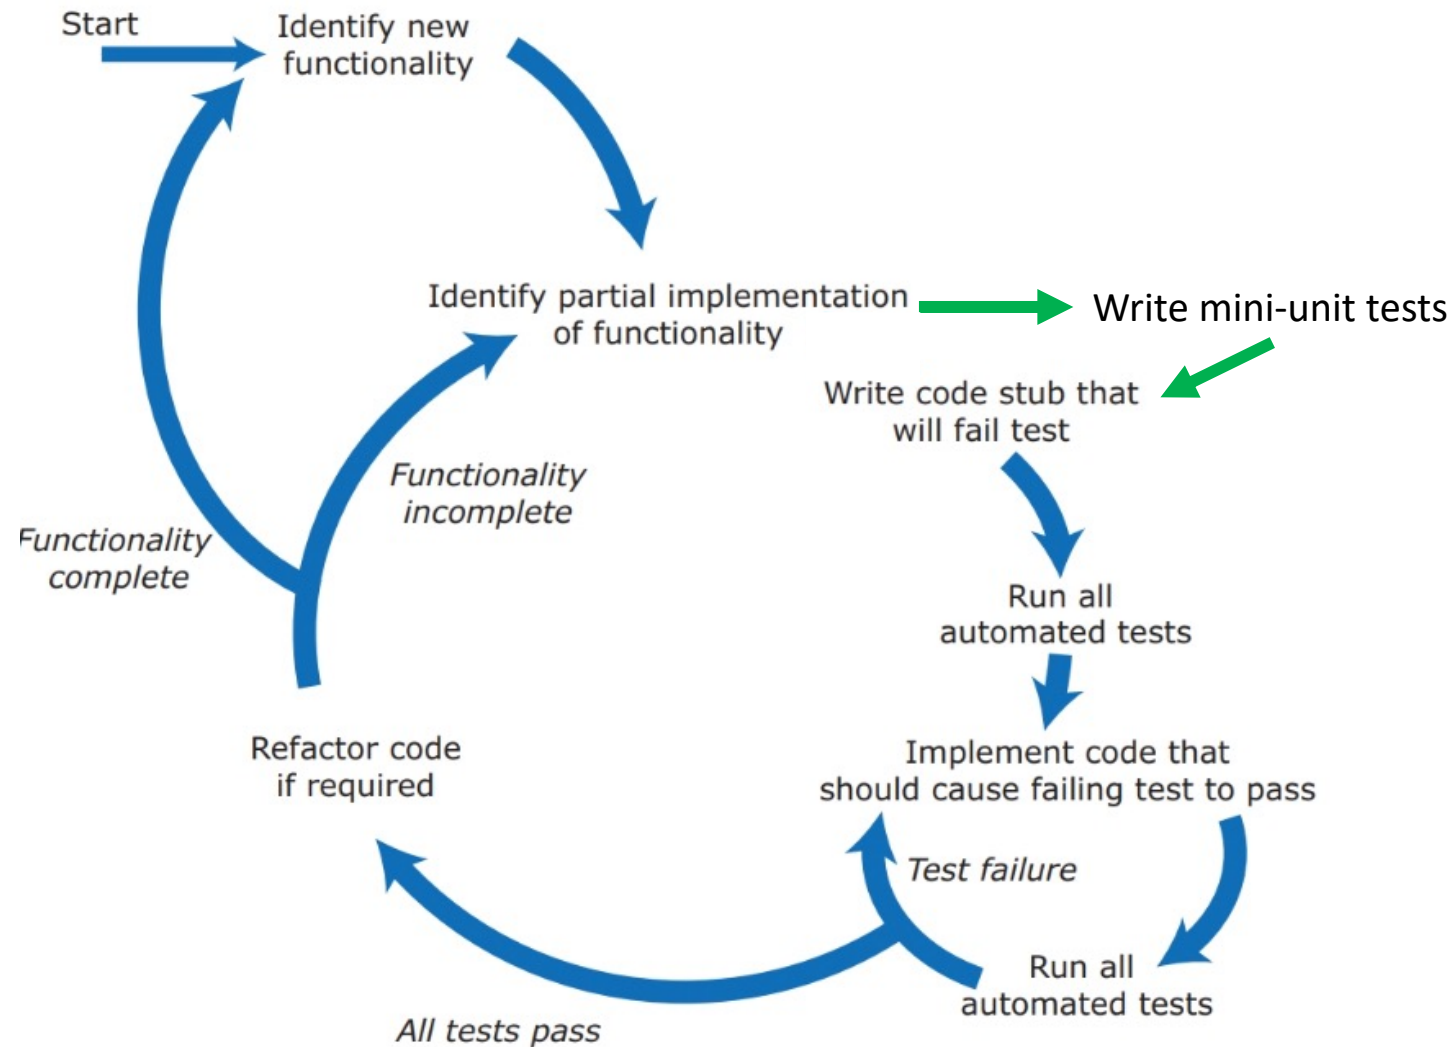 Start
Identify new
functionality
Identify partial implementation
of functionality
Write mini-unit tests
Write code stub that
will fail test
Functionality
incomplete
Functionality
complete
Run all
automated tests
Refactor code
if required
Implement code that
should cause failing test to pass
Test failure
Run all
automated tests
All tests pass